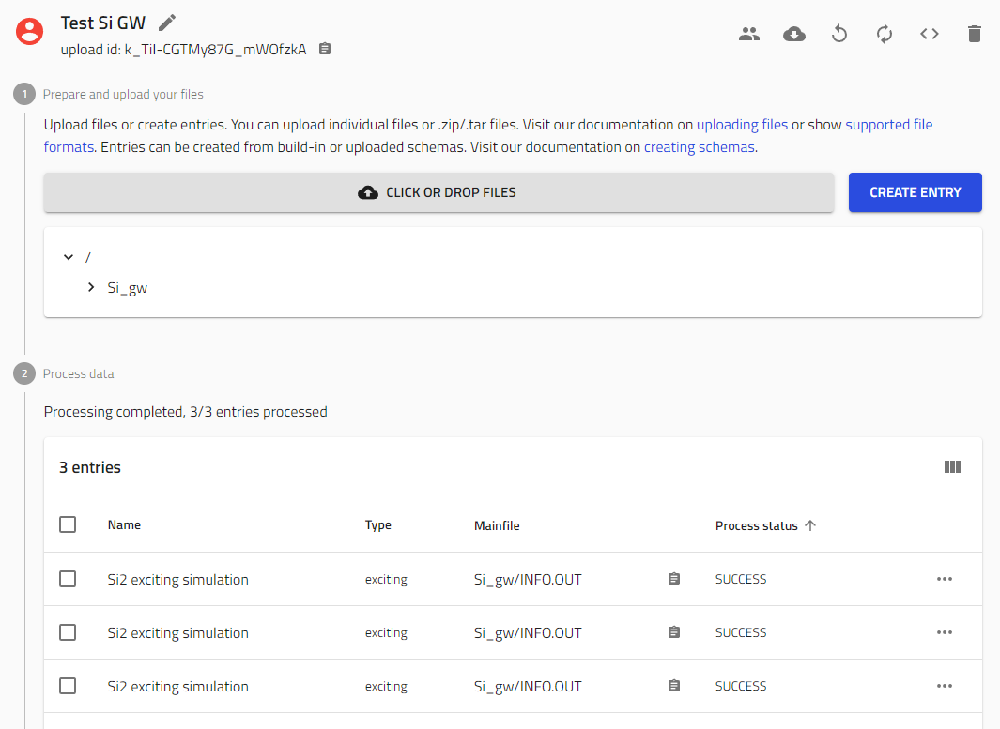 Test Si GW
upload id: k_TiI-CGTMy87G_mWOfzkA
1 Prepare and upload your files
Upload files or create entries. You can upload individual files or .zip/.tar files. Visit our documentation on uploading files or show supported file
formats. Entries can be created from build-in or uploaded schemas. Visit our documentation on creating schemas.
CLICK OR DROP FILES CREATE ENTRY
/
Si_gw
2 Process data
Processing completed, 3/3 entries processed
3 entries
Name Type Mainfile Process status
Si2 exciting simulation exciting Si_gw/INFO.OUT SUCCESS
Si2 exciting simulation exciting Si_gw/INFO.OUT SUCCESS
Si2 exciting simulation exciting Si_gw/INFO.OUT SUCCESS